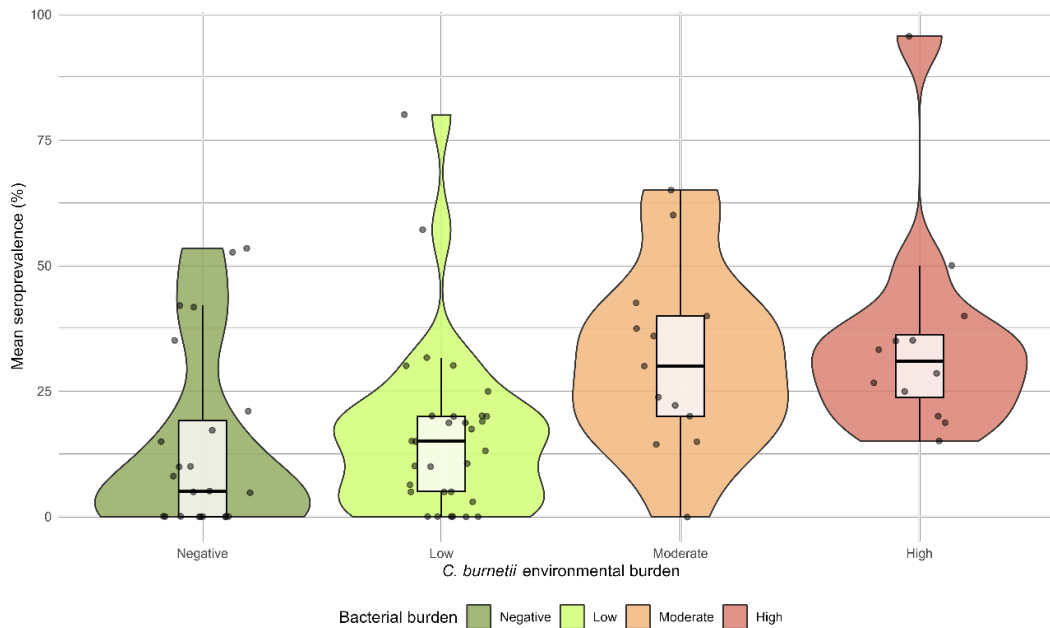 100
75
50
25
0
Mean seroprevalence (%)
Negative Low Moderate High
C. burnetii environmental burden
Bacterial burden Negative Low Moderate High